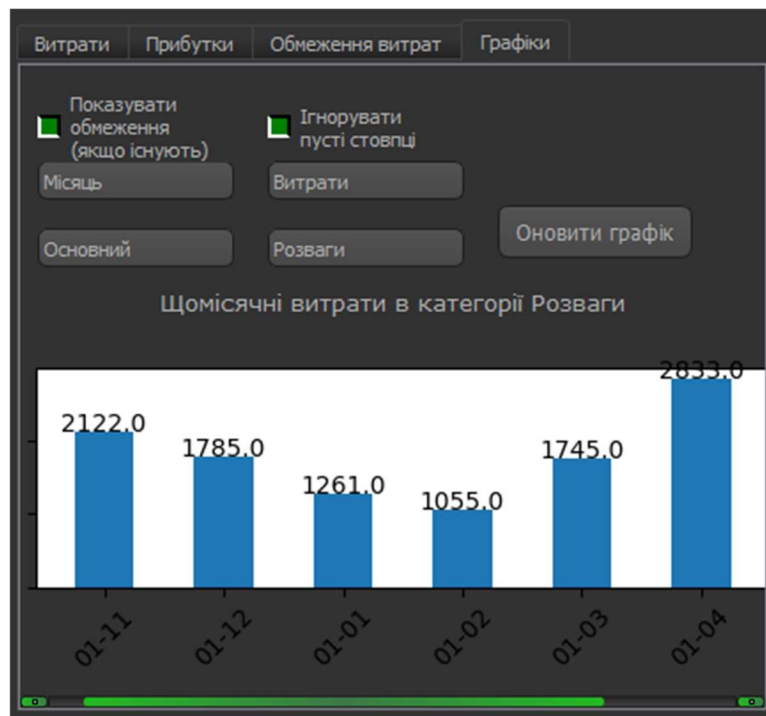 Витрати Прибутки Обмеження витрат Графіки
Показувати
обмеження
(якщо існують)
Ігнорувати
пусті стовпці
Місяць Витрати
Основний Розваги Оновити графік
Щомісячні витрати в категорії Розваги
2122.0 1785.0 1261.0 1055.0 1745.0 2833.0
01-11 01-12 01-01 01-02 01-03 01-04